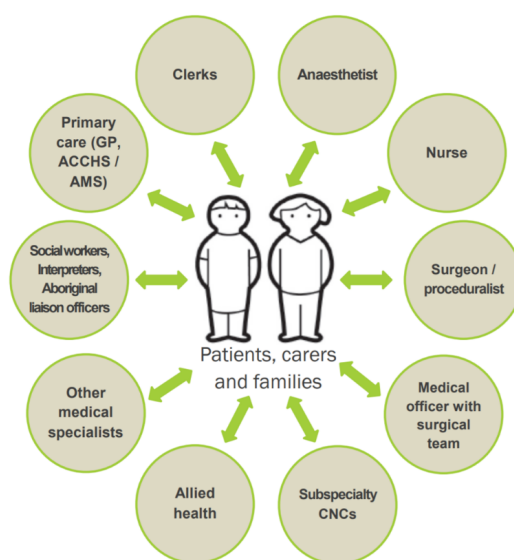 Clerks
Anaesthetist
Primary
care (GP,
ACCHS /
AMS)
Nurse
Social workers,
Interpreters,
Aboriginal
liaison officers
Surgeon /
proceduralist
Patients, carers
and families
Other
medical
specialists
Medical
officer with
surgical
team
Allied
health
Subspecialty
CNCs